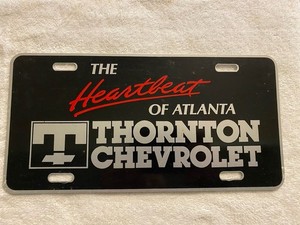 THE
Heartbeat
OF ATLANTA
THORNTON
CHEVROLET